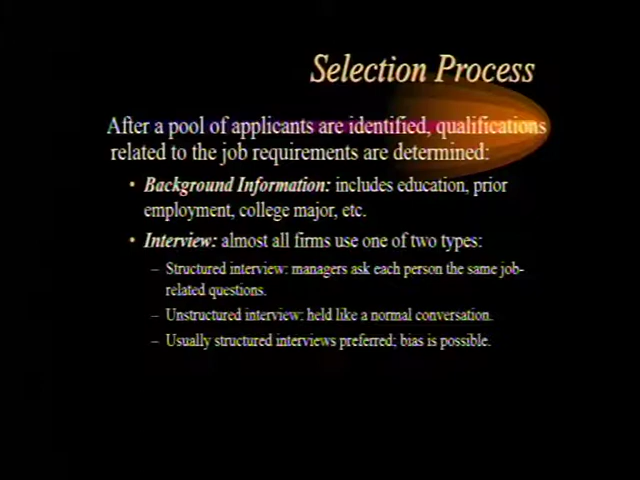 Selection Process
After a pool of applicants are identified, qualifications
related to the job requirements are determined:
• Background Information: includes education, prior
employment, college major, etc.
• Interview: almost all firms use one of two types:
– Structured interview: managers ask each person the same job-
related questions.
– Unstructured interview: held like a normal conversation.
– Usually structured interviews preferred; bias is possible.